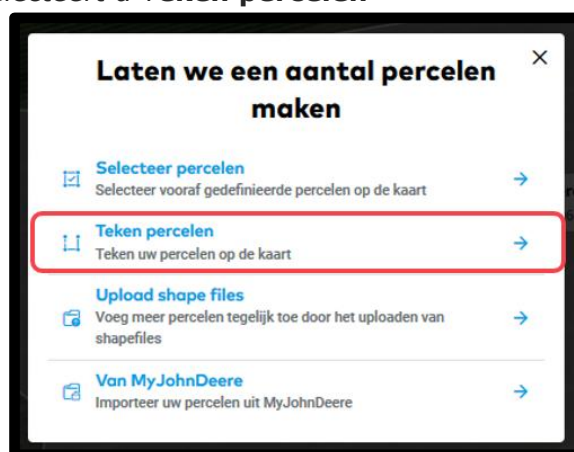 Teken percelen
Laten we een aantal percelen
maken
Selecteer percelen
Selecteer vooraf gedefinieerde percelen op de kaart
Teken percelen
Teken uw percelen op de kaart
Upload shape files
Voeg meer percelen tegelijk toe door het uploaden van
shapefiles
Van MyJohnDeere
Importeer uw percelen uit MyJohnDeere